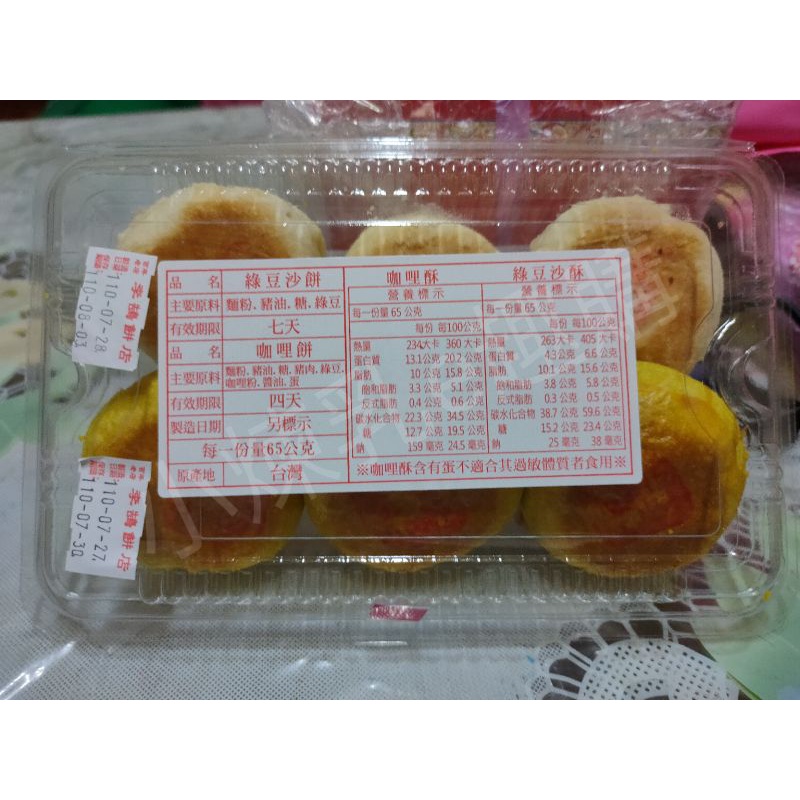 品名 綠豆沙餅
主要原料 麵粉.豬油.糖.綠豆
有效期限 七天
品名 咖哩餅
主要原料 麵粉.豬油.糖.豬肉.綠豆.
咖哩粉.醬油.蛋
有效期限 四天
製造日期 另標示
每一份量65公克
原產地 台灣
咖哩酥
營養標示
每一份量 65 公克
每份 每100公克
熱量 234大卡 360 大卡
蛋白質 13.1公克 20.2 公克
脂肪 10 公克 15.8 公克
飽和脂肪 3.3 公克 5.1 公克
反式脂肪 0.4 公克 0.6 公克
碳水化合物 22.3 公克 34.5 公克
糖 12.7 公克 19.5 公克
鈉 159 毫克 24.5 毫克
綠豆沙酥
營養標示
每一份量 65 公克
每份 每100公克
熱量 263大卡 405 大卡
蛋白質 4.3公克 6.6 公克
脂肪 10.1 公克 15.6 公克
飽和脂肪 3.8 公克 5.8 公克
反式脂肪 0.3 公克 0.5 公克
碳水化合物 38.7 公克 59.6 公克
糖 15.2 公克 23.4 公克
鈉 25 毫克 38 毫克
※咖哩酥含有蛋不適合其過敏體質者食用※
李鵠餅店
110-07-28
110-08-03
李鵠餅店
110-07-27
110-07-30